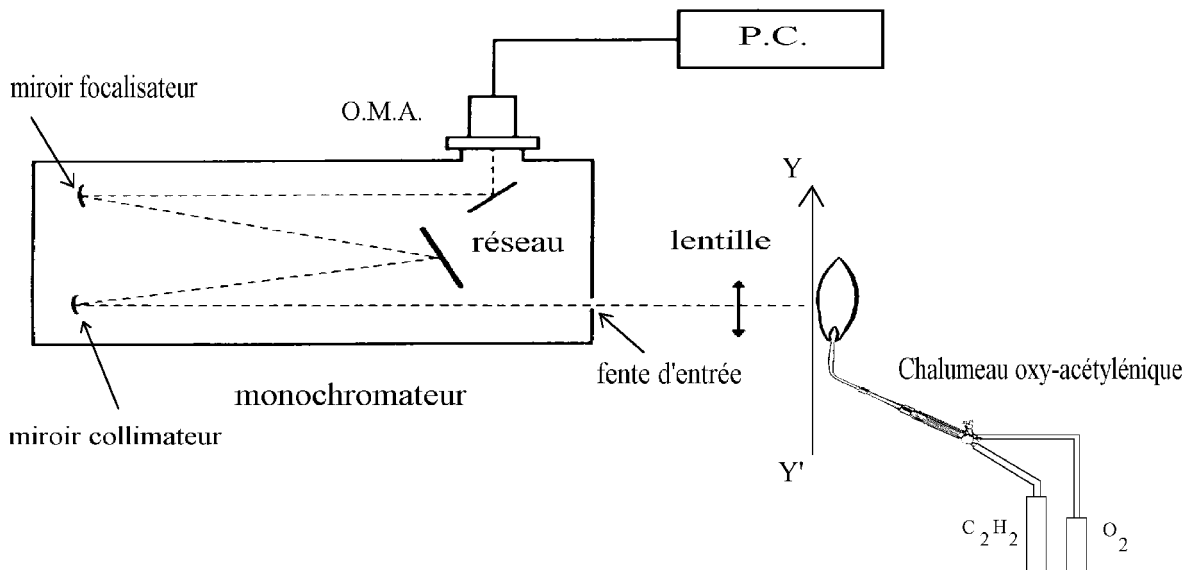 P.C.
miroir focalisateur
O.M.A.
Y
réseau
lentille
fente d'entrée
Chalumeau oxy-acétylénique
monochromateur
miroir collimateur
Y'
C2H2
O2